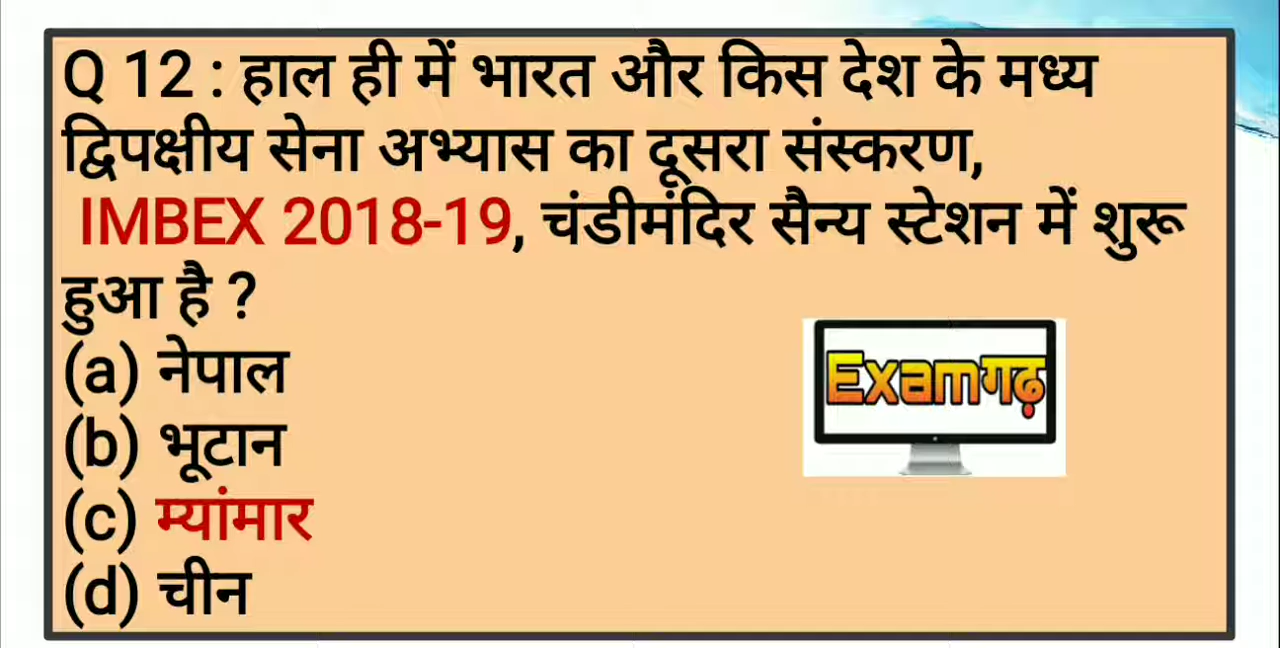 Q 12 : हाल ही में भारत और किस देश के मध्य
द्विपक्षीय सेना अभ्यास का दूसरा संस्करण,
IMBEX 2018-19, चंडीमंदिर सैन्य स्टेशन में शुरू
हुआ है ?
(a) नेपाल
(b) भूटान
(c) म्यांमार
(d) चीन
Examगढ़